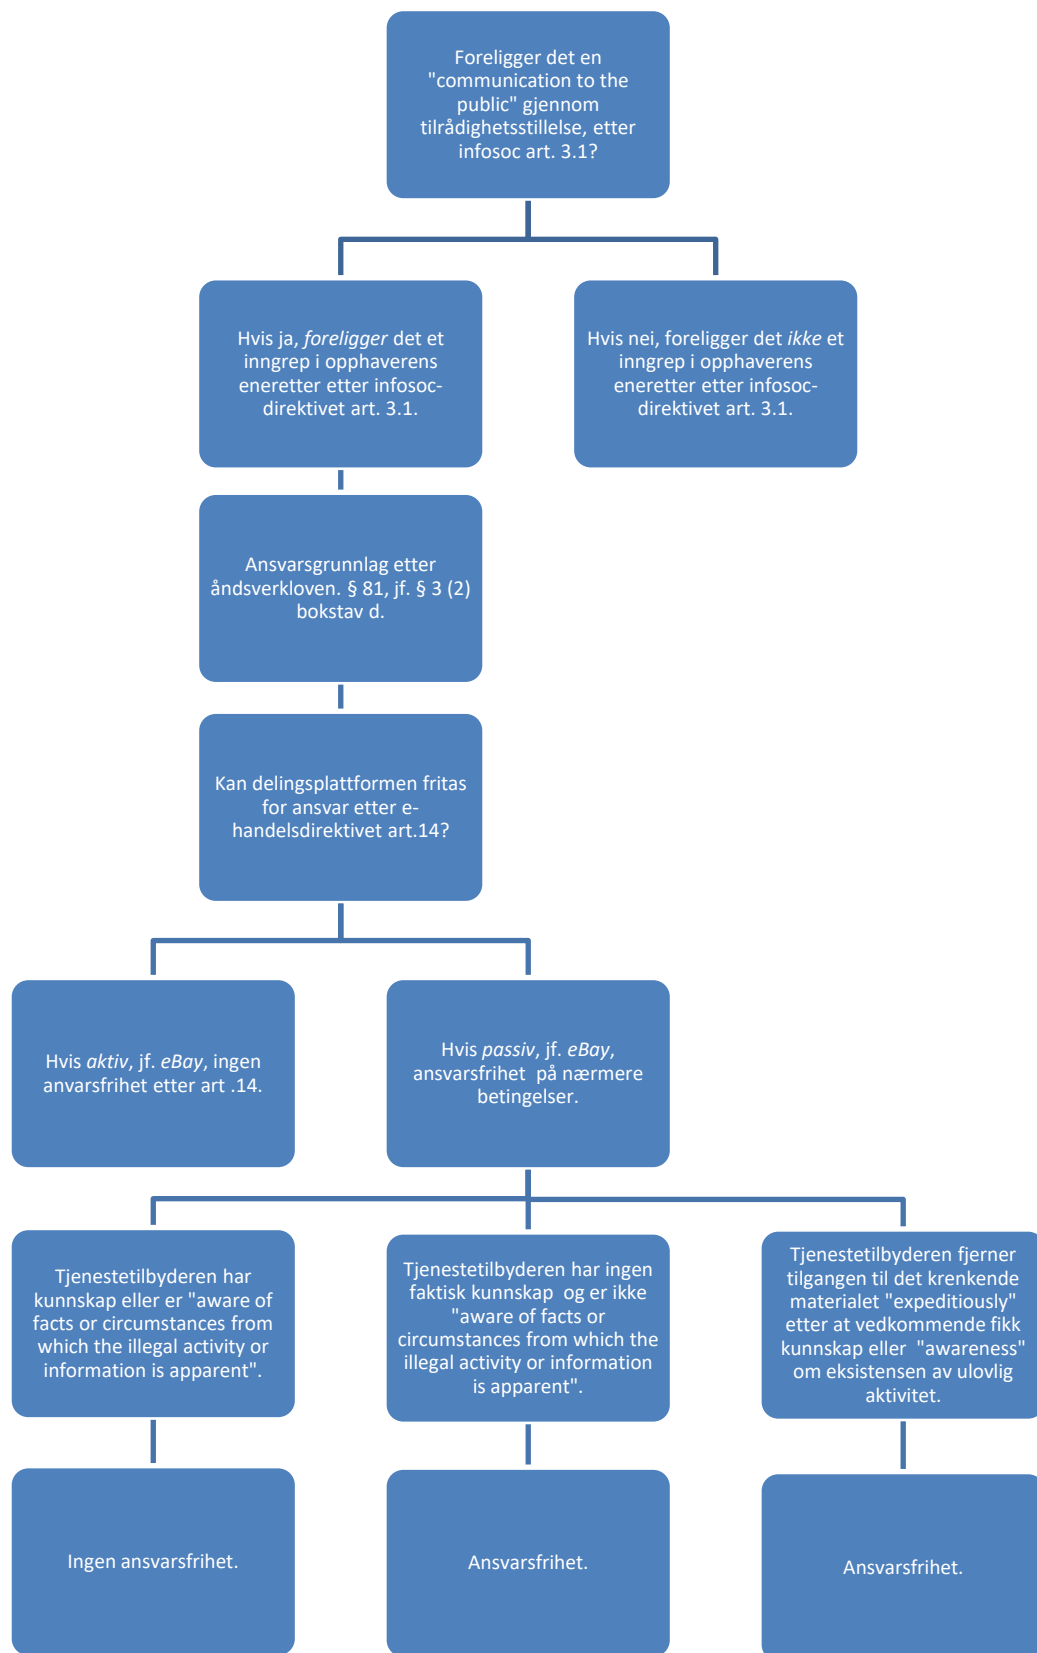 Foreligger det en
"communication to the
public" gjennom
tilrådighetsstillelse, etter
infosoc art. 3.1?
Hvis ja, foreligger det et
inngrep i opphaverens
eneretter etter infosoc-
direktivet art. 3.1.
Hvis nei, foreligger det ikke et
inngrep i opphaverens
eneretter etter infosoc-
direktivet art. 3.1.
Ansvarsgrunnlag etter
åndsverkloven. § 81, jf. § 3 (2)
bokstav d.
Kan delingsplattformen fritas
for ansvar etter e-
handelsdirektivet art.14?
Hvis aktiv, jf. eBay, ingen
anvarsfrihet etter art .14.
Hvis passiv, jf. eBay,
ansvarsfrihet  på nærmere
betingelser.
Tjenestetilbyderen har
kunnskap eller er "aware of
facts or circumstances from
which the illegal activity or
information is apparent".
Tjenestetilbyderen har ingen
faktisk kunnskap  og er ikke
"aware of facts or
circumstances from which the
illegal activity or information
is apparent".
Tjenestetilbyderen fjerner
tilgangen til det krenkende
materialet "expeditiously"
etter at vedkommende fikk
kunnskap eller  "awareness"
om eksistensen av ulovlig
aktivitet.
Ingen ansvarsfrihet.
Ansvarsfrihet.
Ansvarsfrihet.